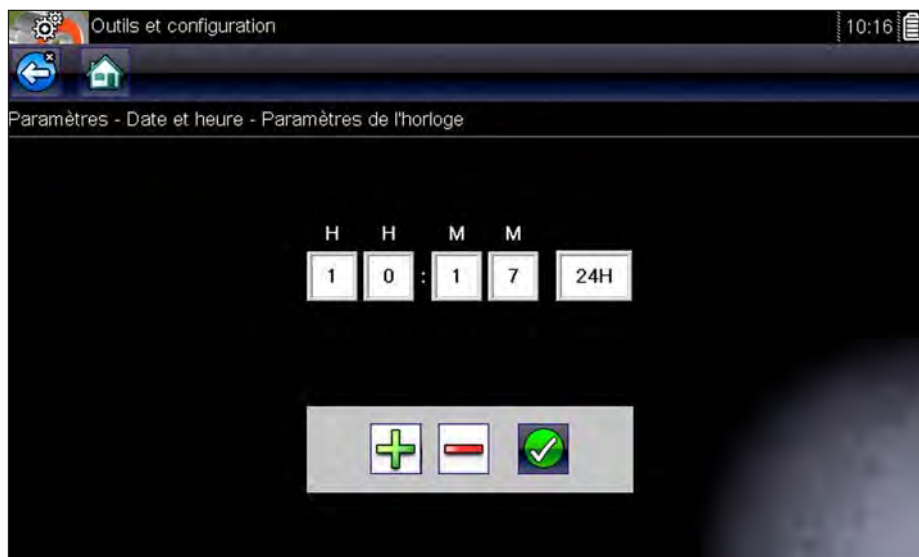 Outils et configuration 10:16
Paramètres - Date et heure - Paramètres de l'horloge
H H M M
1 0 : 1 7 24H